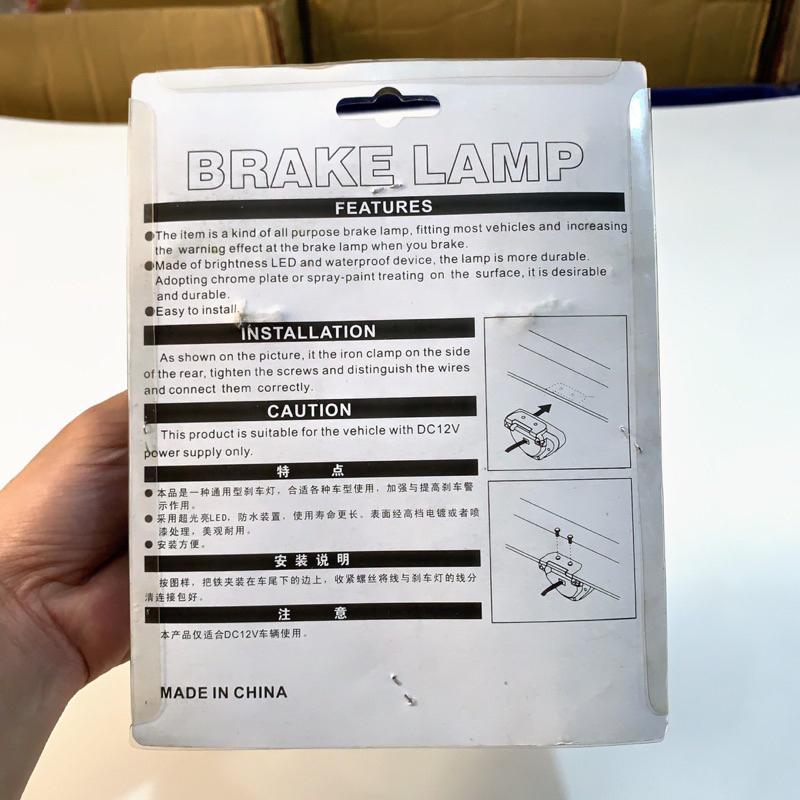 BRAKE LAMP
FEATURES
●The item is a kind of all purpose brake lamp, fitting most vehicles and increasing
the warning effect at the brake lamp when you brake.
●Made of brightness LED and waterproof device, the lamp is more durable.
Adopting chrome plate or spray-paint treating on the surface, it is desirable
and durable.
●Easy to install.
INSTALLATION
As shown on the picture, it the iron clamp on the side
of the rear, tighten the screws and distinguish the wires
and connect them correctly.
CAUTION
This product is suitable for the vehicle with DC12V
power supply only.
特 点
● 本品是一种通用型刹车灯，合适各种车型使用，加强与提高刹车警
示作用。
● 采用超光亮LED，防水装置，使用寿命更长。表面经高档电镀或者喷
漆处理，美观耐用。
● 安装方便。
安装说明
按图样，把铁夹装在车尾下的边上，收紧螺丝将线与刹车灯的线分
清连接包好。
注 意
本产品仅适合DC12V车辆使用。
MADE IN CHINA